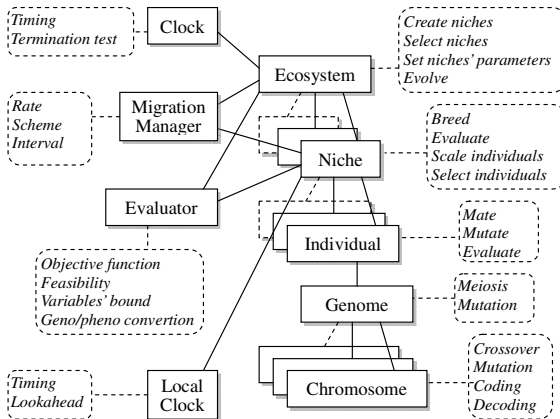 Timing
Termination test
Clock
Create niches
Select niches
Set niches' parameters
Evolve
Ecosystem
Rate
Scheme
Interval
Migration
Manager
Breed
Evaluate
Scale individuals
Select individuals
Niche
Evaluator
Mate
Mutate
Evaluate
Individual
Objective function
Feasibility
Variables' bound
Geno/pheno convertion
Meiosis
Mutation
Genome
Crossover
Mutation
Coding
Decoding
Timing
Lookahead
Local
Clock
Chromosome